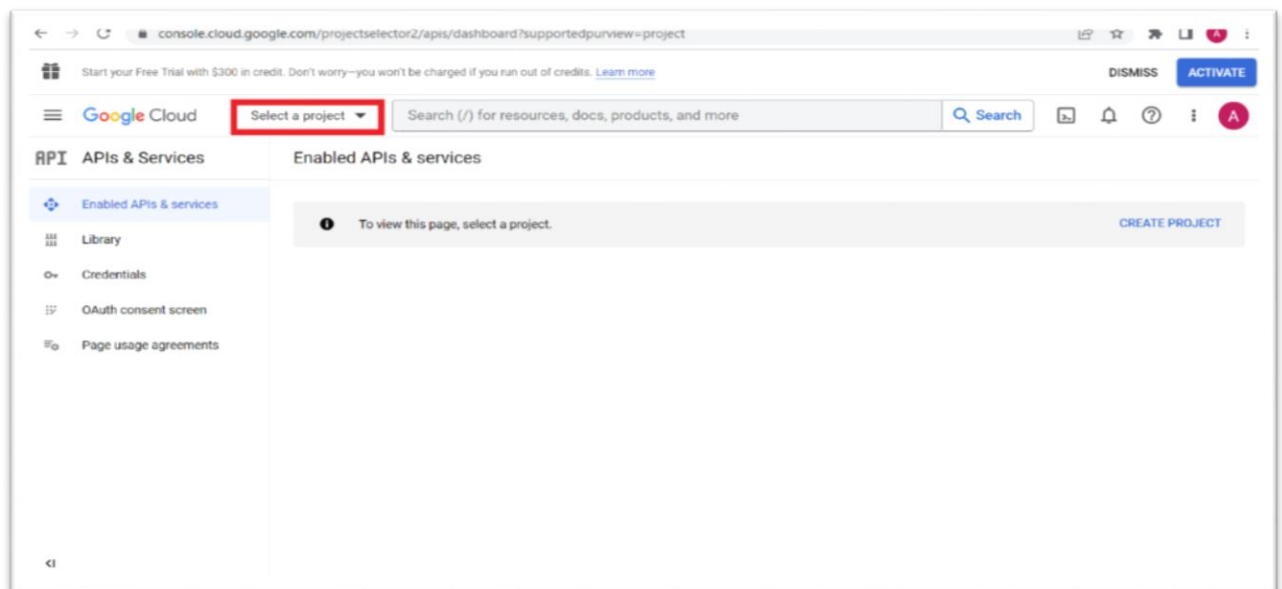 console.cloud.google.com/projectselector2/apis/dashboard?supportedpurview=project A
Start your Free Trial with $300 in credit. Don't worry—you won't be charged if you run out of credits. Learn more DISMISS ACTIVATE
Google Cloud Select a project Search (/) for resources, docs, products, and more Search A
API APIs & Services Enabled APIs & services
Enabled APIs & services
To view this page, select a project. CREATE PROJECT
Library
Credentials
OAuth consent screen
Page usage agreements